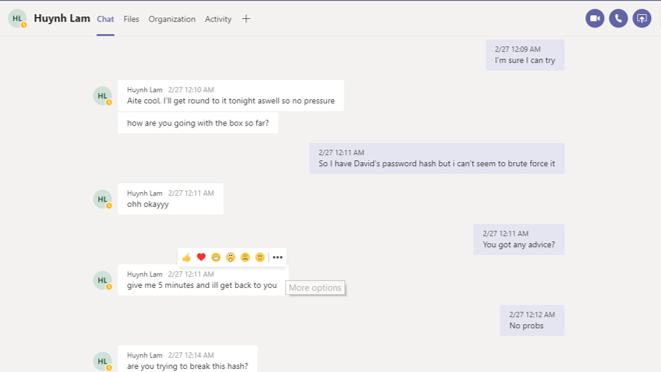 HL Huynh Lam Chat Files Organization Activity
2/27 12:09 AM
I'm sure I can try
HL
Huynh Lam 2/27 12:10 AM
Aite cool. I'll get round to it tonight aswell so no pressure
how are you going with the box so far?
2/27 12:11 AM
So I have David's password hash but i can't seem to brute force it
HL
Huynh Lam 2/27 12:11 AM
ohh okayyy
2/27 12:11 AM
You got any advice?
HL
Huynh Lam 2/27 12:11 AM
give me 5 minutes and ill get back to you
More options
2/27 12:12 AM
No probs
HL
Huynh Lam 2/27 12:14 AM
are you trying to break this hash?